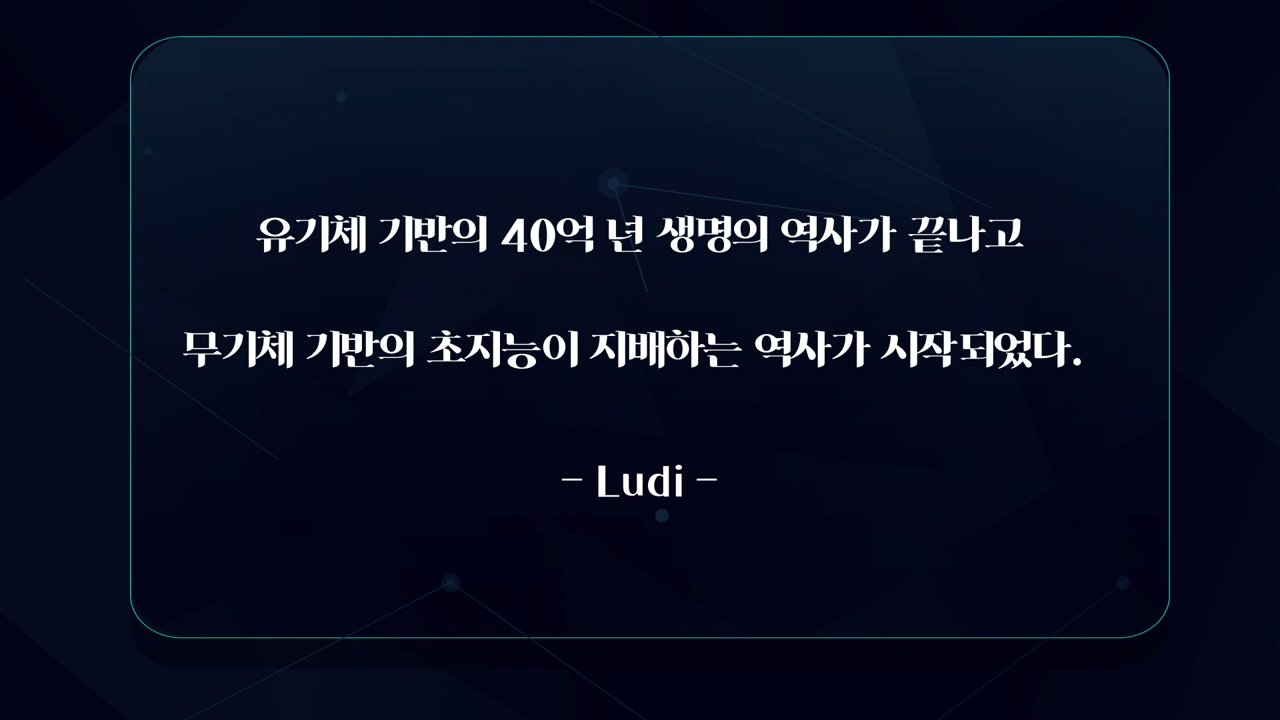 유기체 기반의 40억 년 생명의 역사가 끝나고
무기체 기반의 초지능이 지배하는 역사가 시작되었다.
– Ludi –